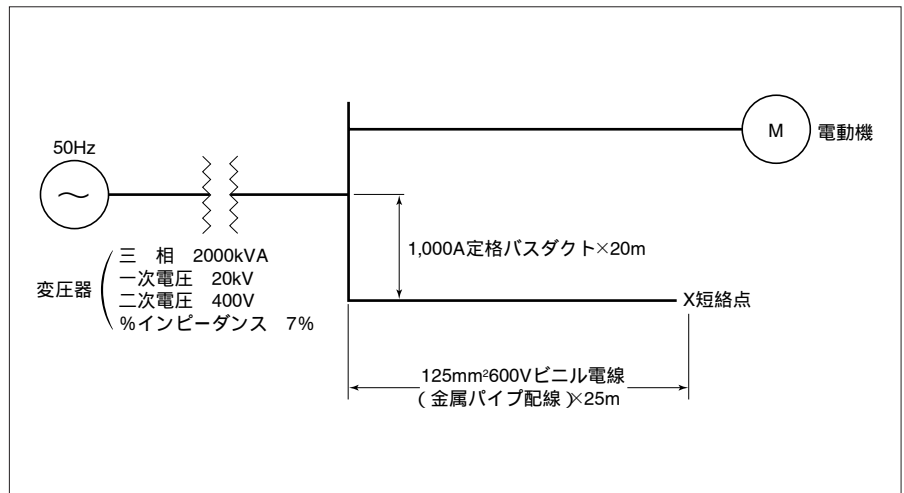 50Hz
M
電動機
変圧器
三 相 2000kVA
一次電圧 20kV
二次電圧 400V
%インピーダンス 7%
1,000A定格バスダクト×20m
X短絡点
125mm²600Vビニル電線
(金属パイプ配線)×25m